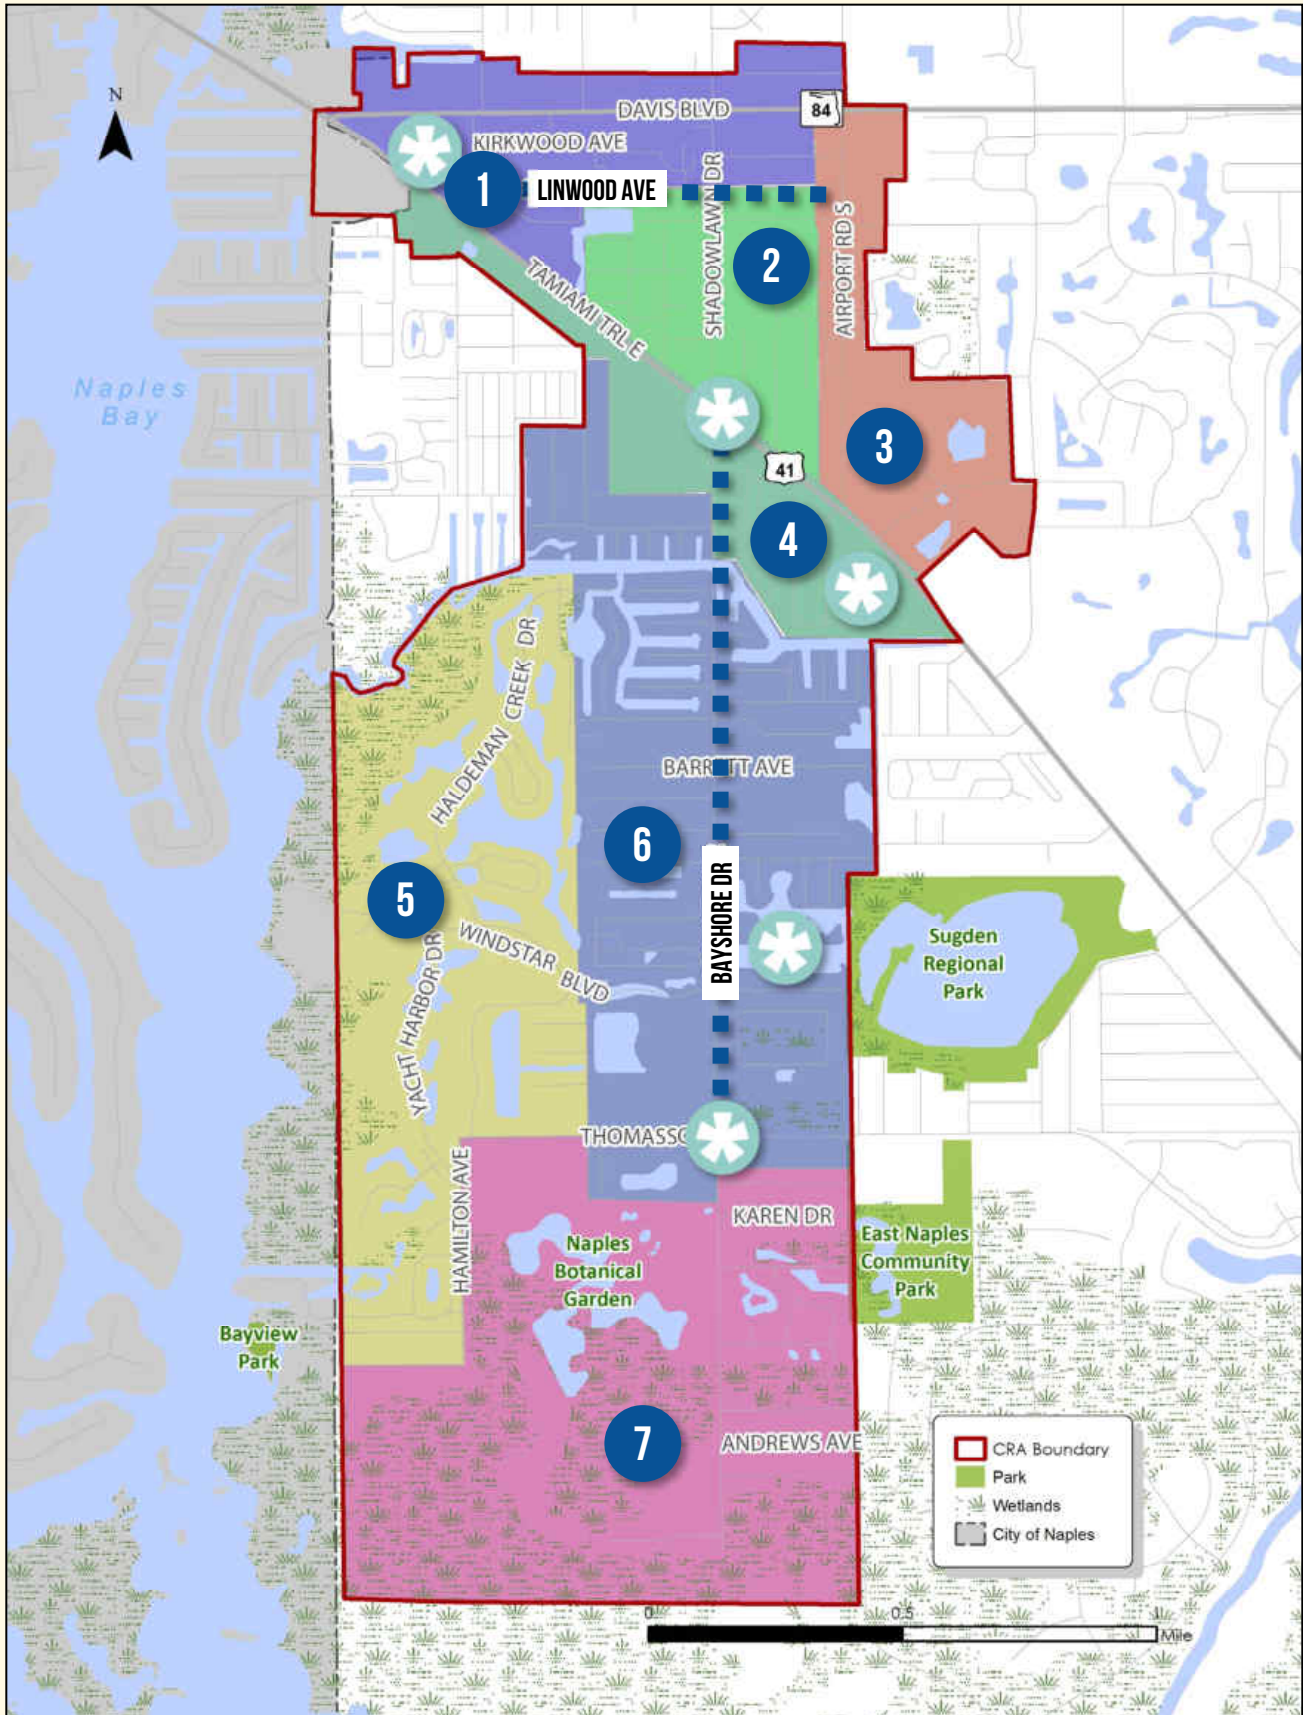 N
DAVIS BLVD
84
KIRKWOOD AVE
1
LINWOOD AVE
SHADOWLAWN DR
2
AIRPORT RD S
TAMIAMI TRL E
Naples
Bay
3
41
4
HALDEMAN CREEK DR
BARRETT AVE
6
5
BAYSHORE DR
WINDSTAR BLVD
YACHT HARBOR DR
Sugden
Regional
Park
THOMASSO
HAMILTON AVE
KAREN DR
Naples
Botanical
Garden
East Naples
Community
Park
Bayview
Park
7
ANDREWS AVE
CRA Boundary
Park
Wetlands
City of Naples
0 0.5 1
Mile